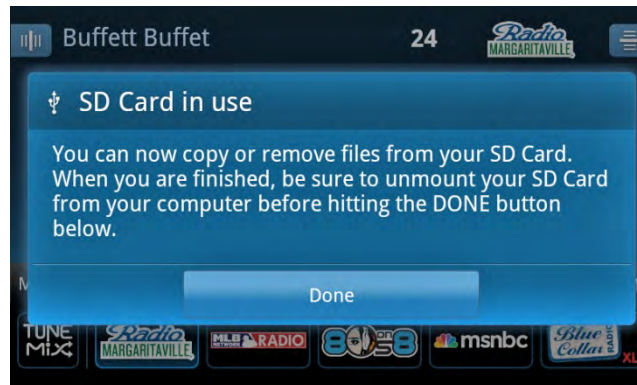 Buffett Buffet
24
Radio
MARGARITAVILLE
SD Card in use
You can now copy or remove files from your SD Card.
When you are finished, be sure to unmount your SD Card
from your computer before hitting the DONE button
below.
Done
M
TUNE
MiX
Radio
MARGARITAVILLE
MLB NETWORK RADIO
80s on 8
msnbc
Blue
Collar RADIO
XL